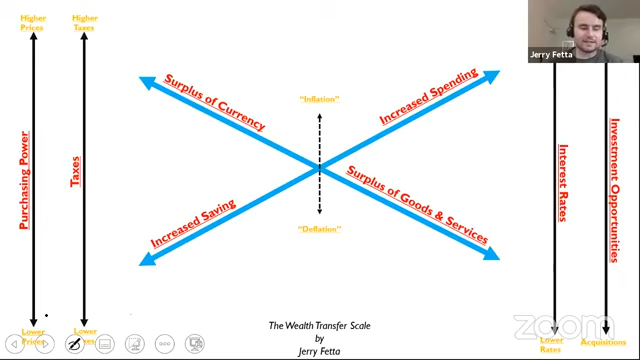 Higher
Prices
Higher
Taxes
Jerry Fetta
Surplus of Currency
"Inflation"
Increased Spending
Purchasing Power
Taxes
Interest Rates
Investment Opportunities
Increased Saving
Surplus of Goods & Services
"Deflation"
Lower
Prices
Lower
Taxes
The Wealth Transfer Scale
by
Jerry Fetta
zoom
Lower
Rates
Acquisitions